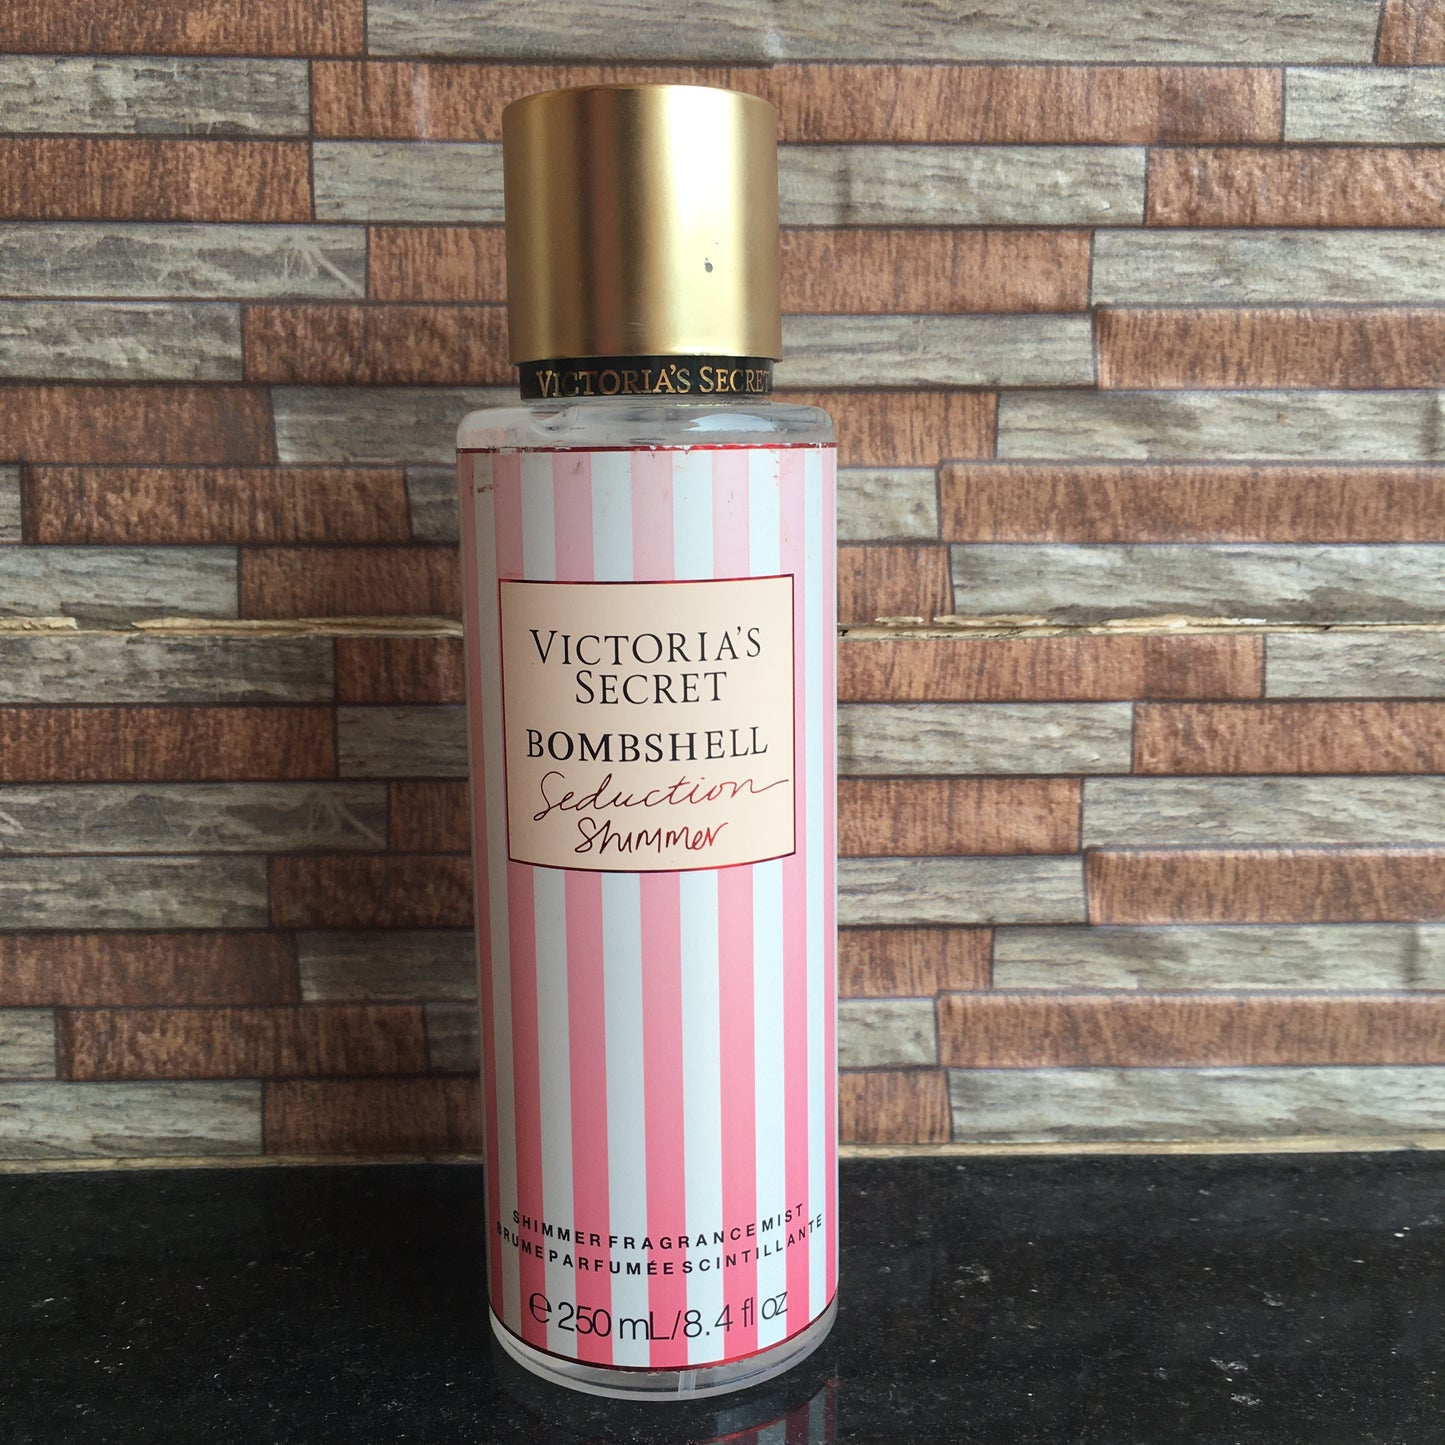 VICTORIA'S SECRET
VICTORIA'S
SECRET
BOMBSHELL
Seduction
Shimmer
SHIMMER FRAGRANCE MIST
BRUME PARFUMÉE SCINTILLANTE
℮ 250 mL/8.4 fl oz